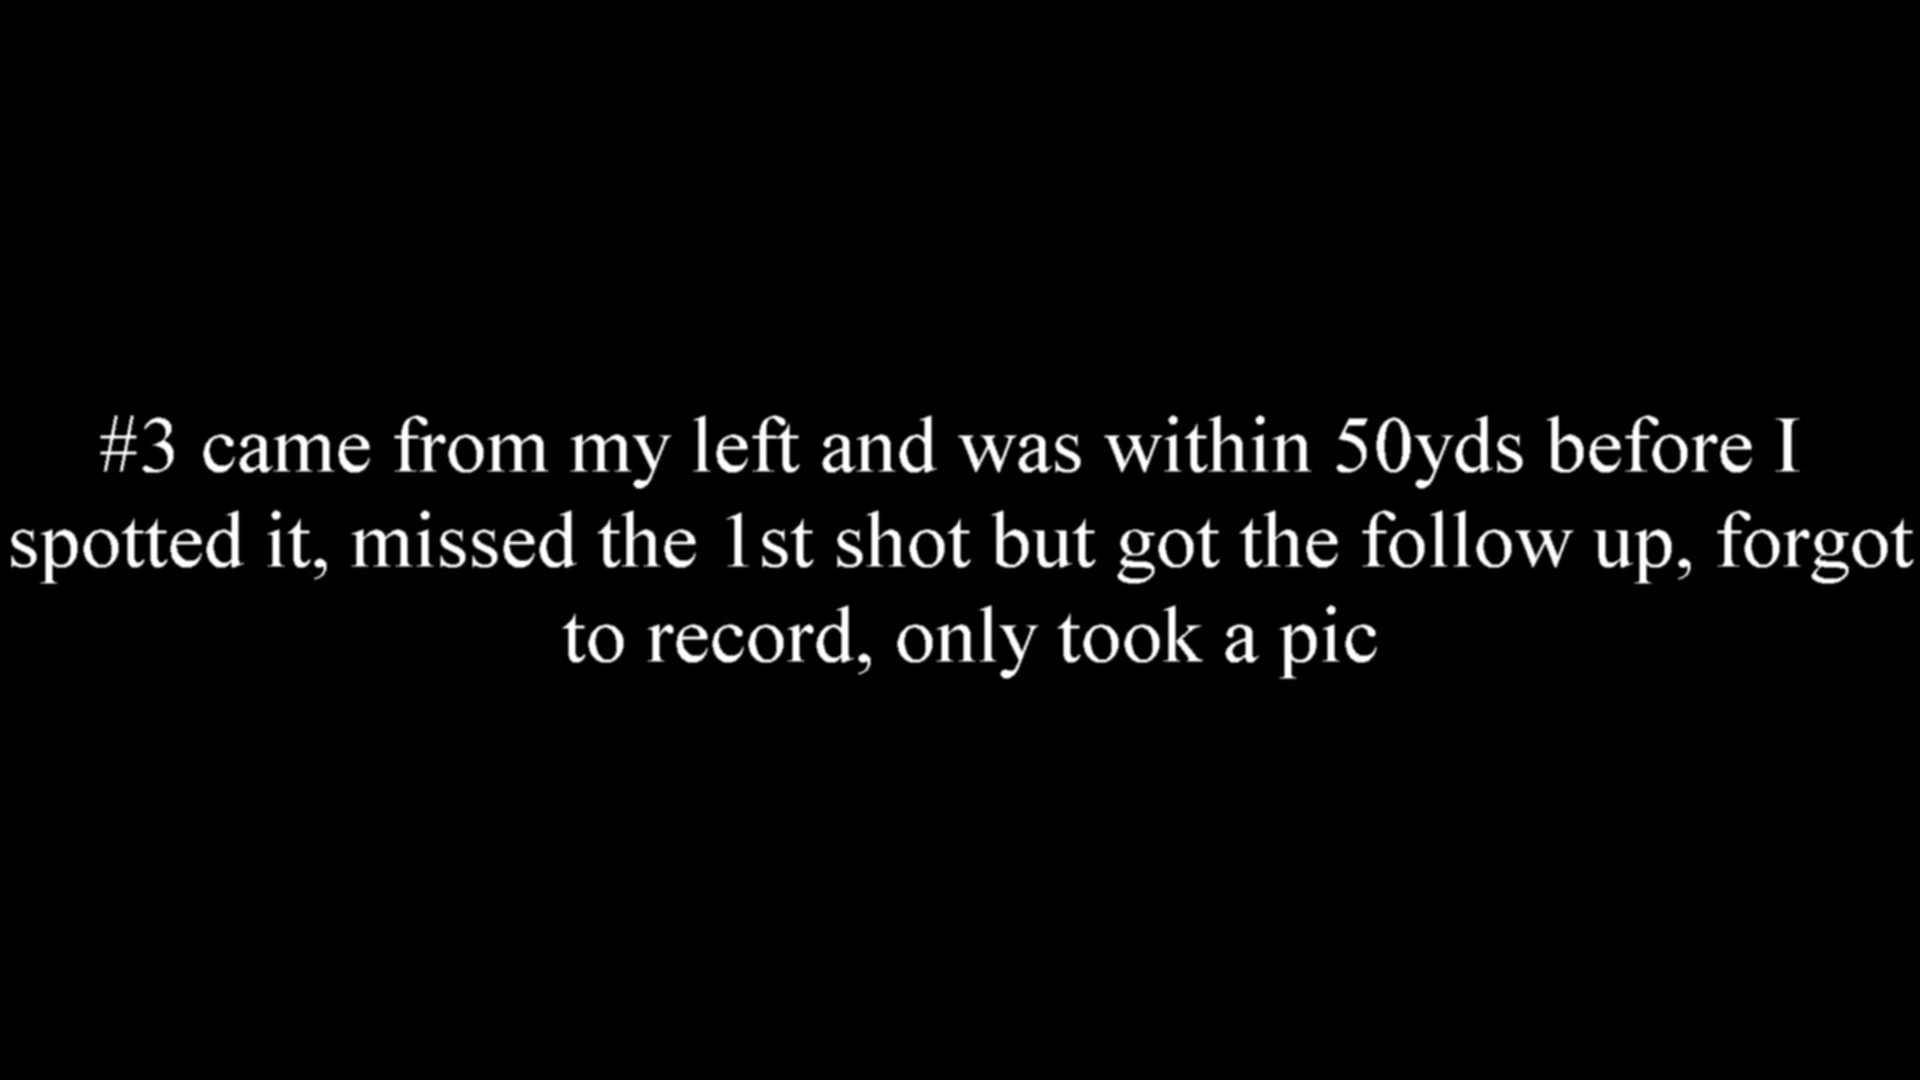 #3 came from my left and was within 50yds before I
spotted it, missed the 1st shot but got the follow up, forgot
to record, only took a pic